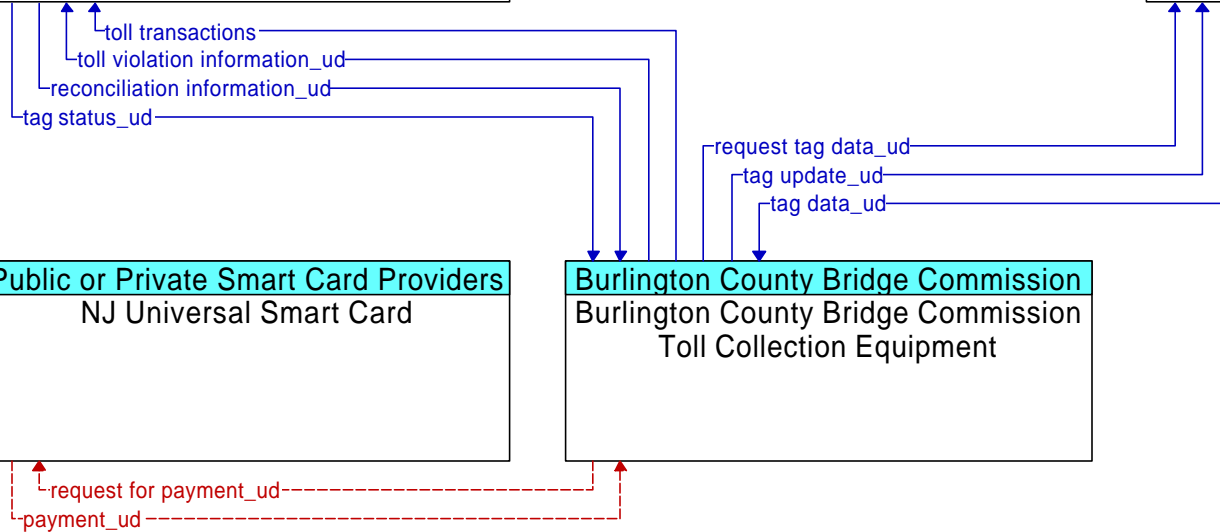 toll transactions
toll violation information_ud
reconciliation information_ud
tag status_ud
request tag data_ud
tag update_ud
tag data_ud
Public or Private Smart Card Providers
NJ Universal Smart Card
Burlington County Bridge Commission
Burlington County Bridge Commission
Toll Collection Equipment
request for payment_ud
payment_ud